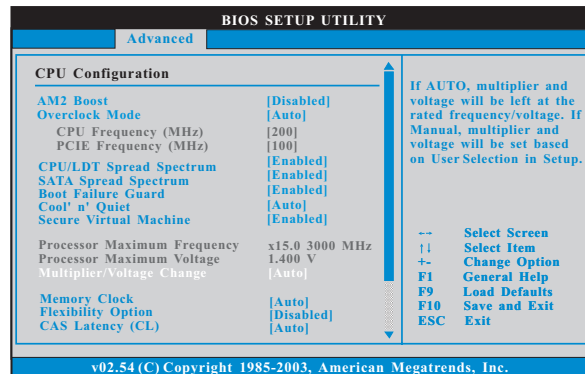 BIOS SETUP UTILITY
Advanced
CPU Configuration
AM2 Boost [Disabled]
Overclock Mode [Auto]
CPU Frequency (MHz) [200]
PCIE Frequency (MHz) [100]
CPU/LDT Spread Spectrum [Enabled]
SATA Spread Spectrum [Enabled]
Boot Failure Guard [Enabled]
Cool' n' Quiet [Auto]
Secure Virtual Machine [Enabled]
Processor Maximum Frequency x15.0 3000 MHz
Processor Maximum Voltage 1.400 V
Multiplier/Voltage Change [Auto]
Memory Clock [Auto]
Flexibility Option [Disabled]
CAS Latency (CL) [Auto]
If AUTO, multiplier and
voltage will be left at the
rated frequency/voltage. If
Manual, multiplier and
voltage will be set based
on User Selection in Setup.
←→ Select Screen
↑↓ Select Item
+- Change Option
F1 General Help
F9 Load Defaults
F10 Save and Exit
ESC Exit
v02.54 (C) Copyright 1985-2003, American Megatrends, Inc.